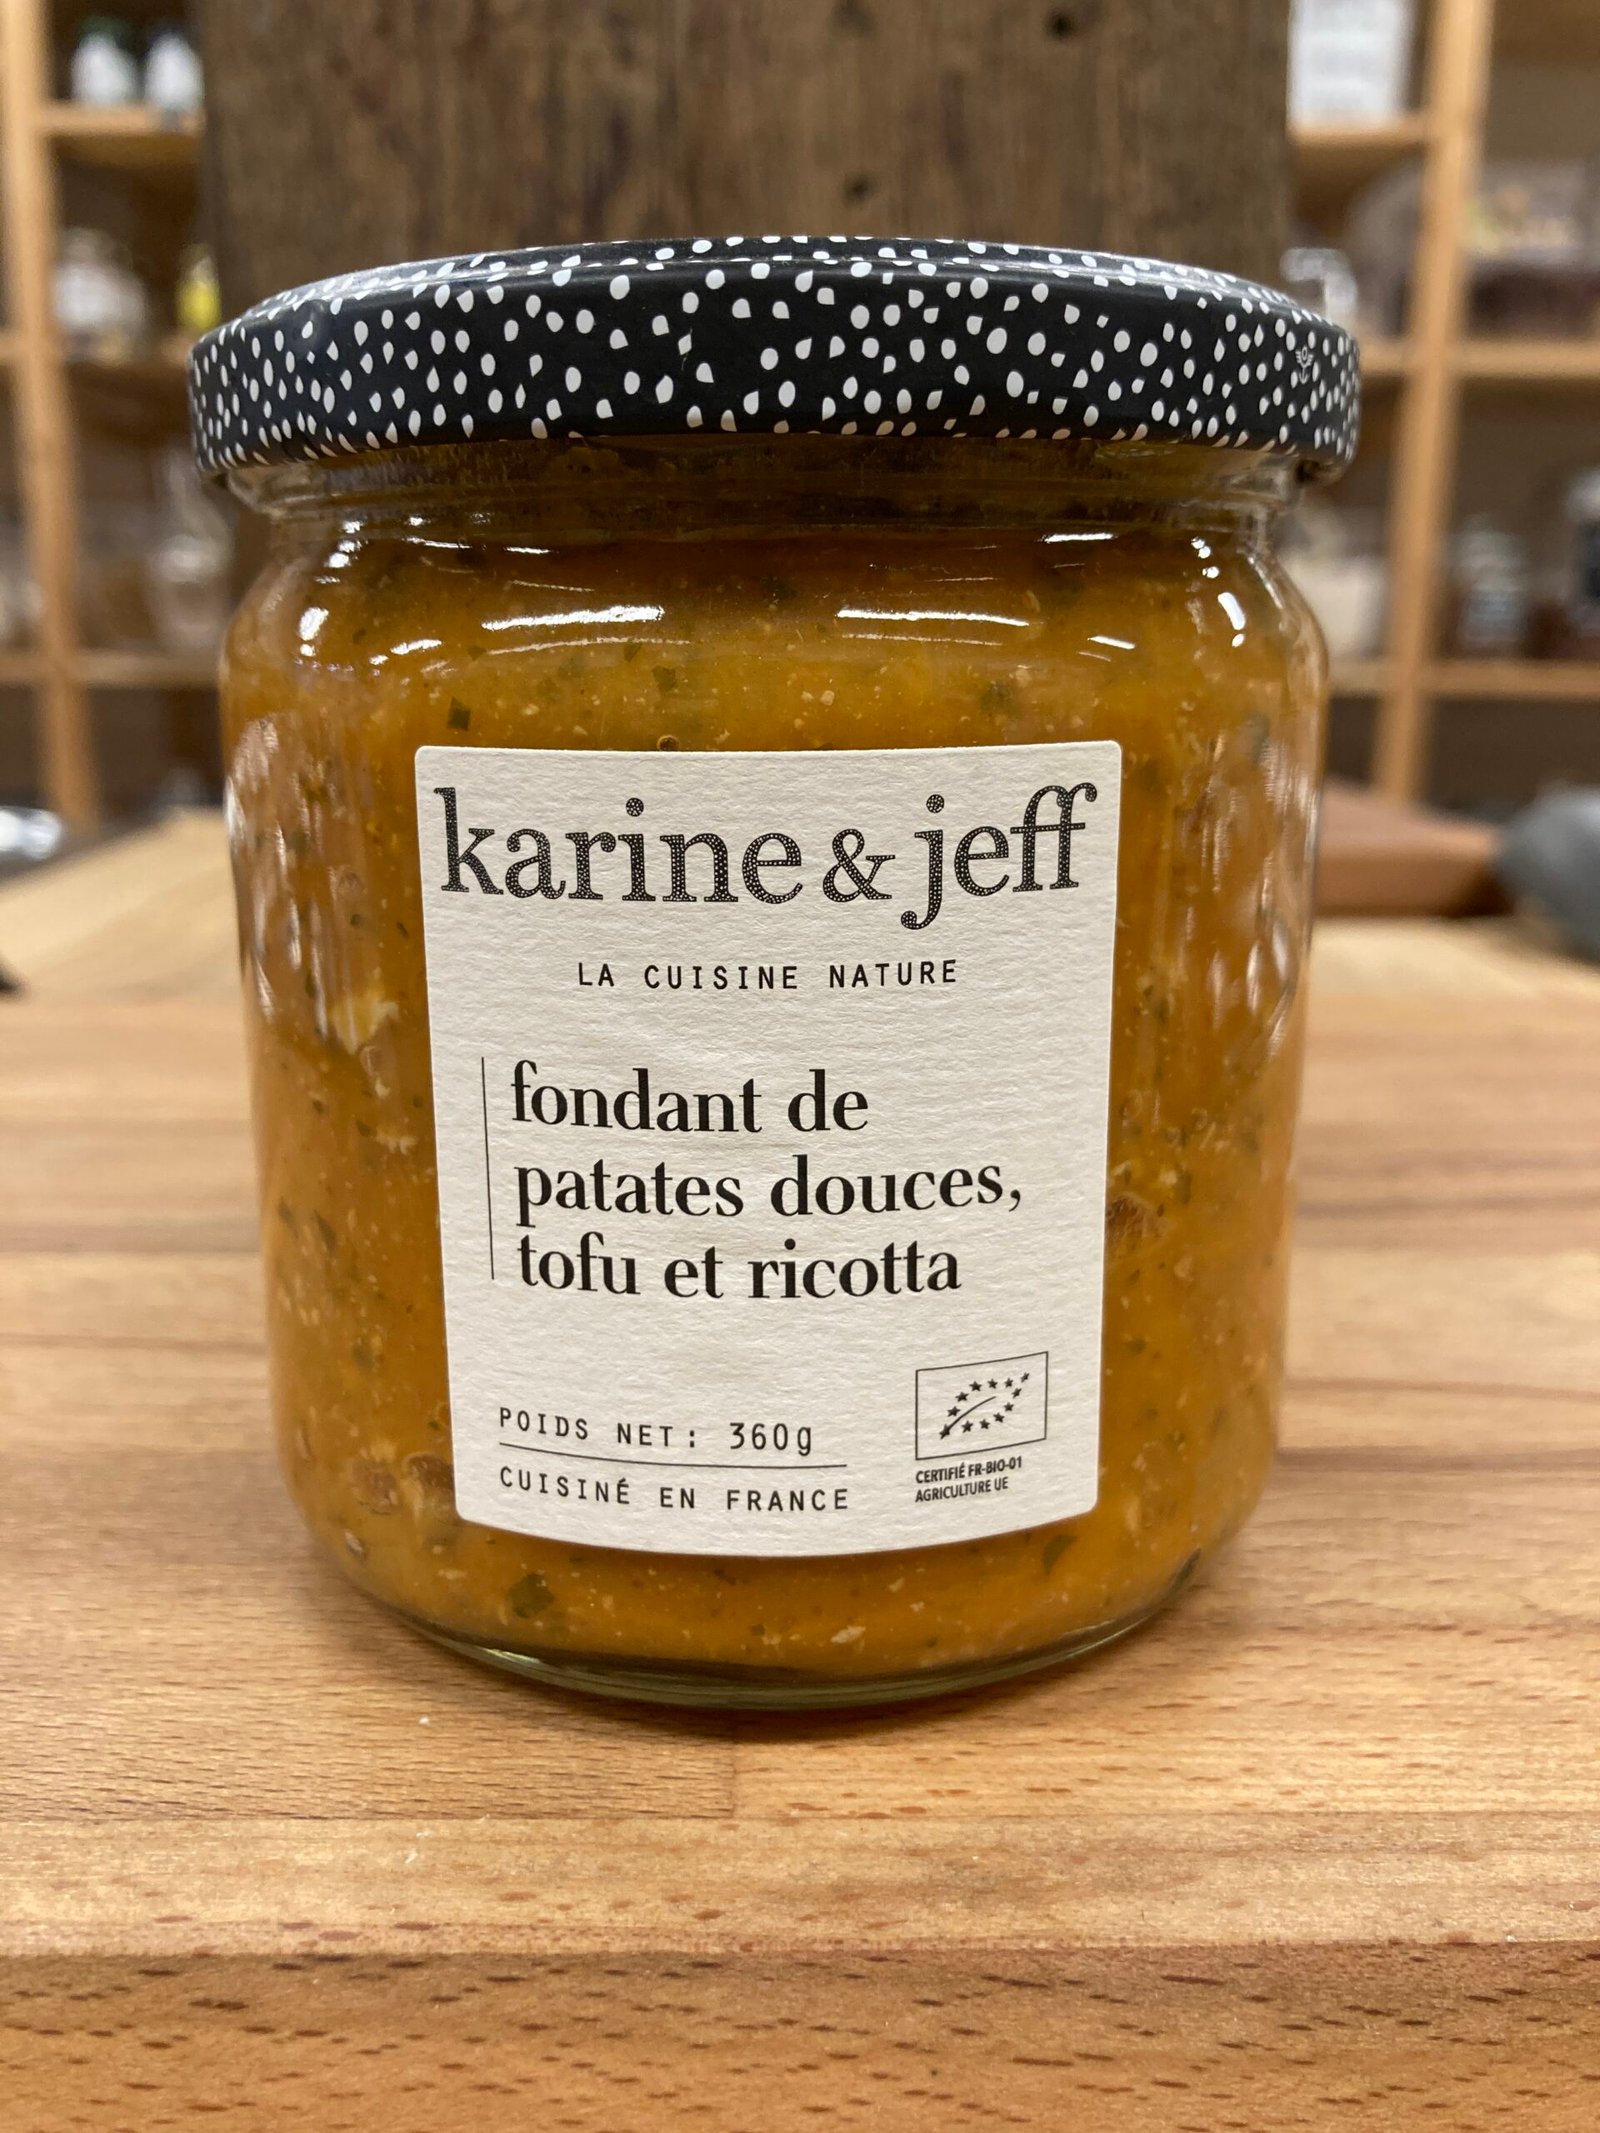 karine & jeff
LA CUISINE NATURE
fondant de
patates douces,
tofu et ricotta
POIDS NET: 360g
CUISINÉ EN FRANCE
CERTIFIÉ FR-BIO-01
AGRICULTURE UE